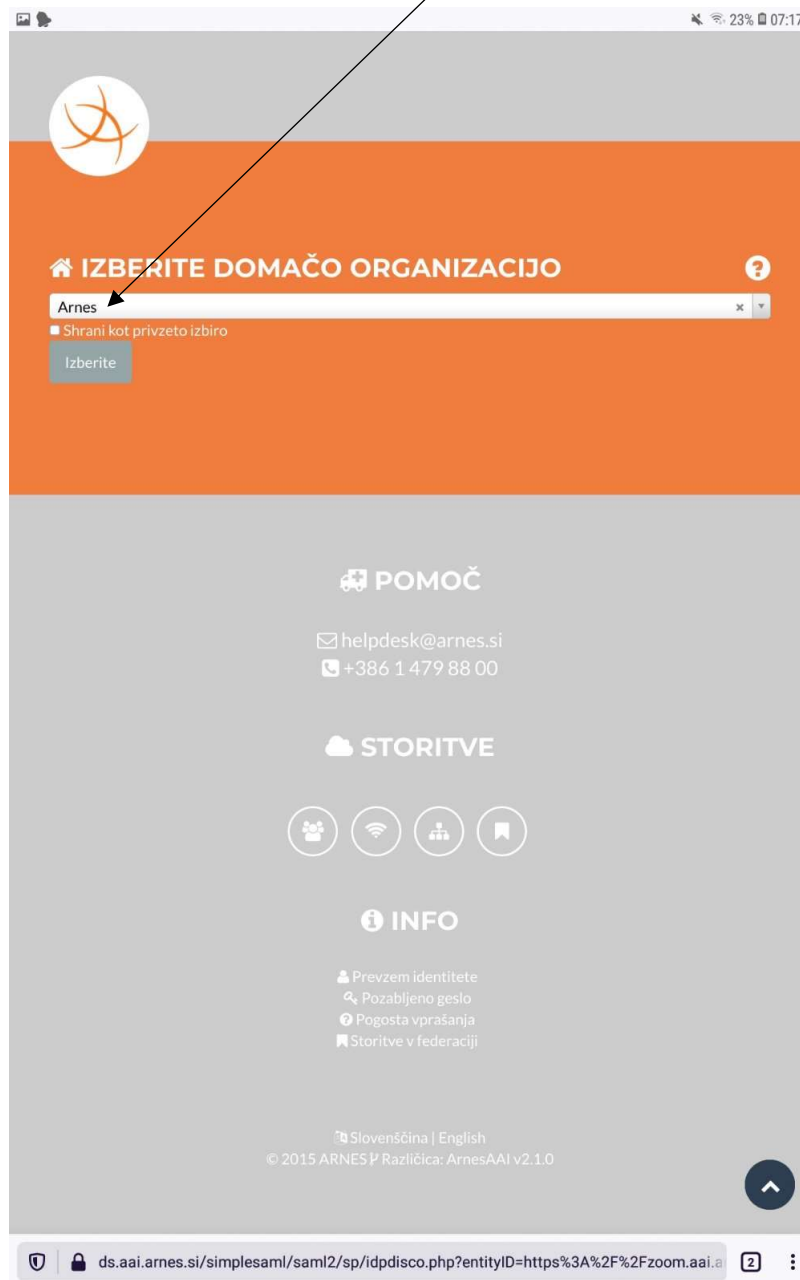 23% 07:17
IZBERITE DOMAČO ORGANIZACIJO
Arnes
Shrani kot privzeto izbiro
Izberite
POMOČ
helpdesk@arnes.si
+386 1 479 88 00
STORITVE
INFO
Prevzem identitete
Pozabljeno geslo
Pogosta vprašanja
Storitve v federaciji
Slovenščina | English
© 2015 ARNES Različica: ArnesAAI v2.1.0
ds.aai.arnes.si/simplesaml/saml2/sp/idpdisco.php?entityID=https%3A%2F%2Fzoom.aai.a 2